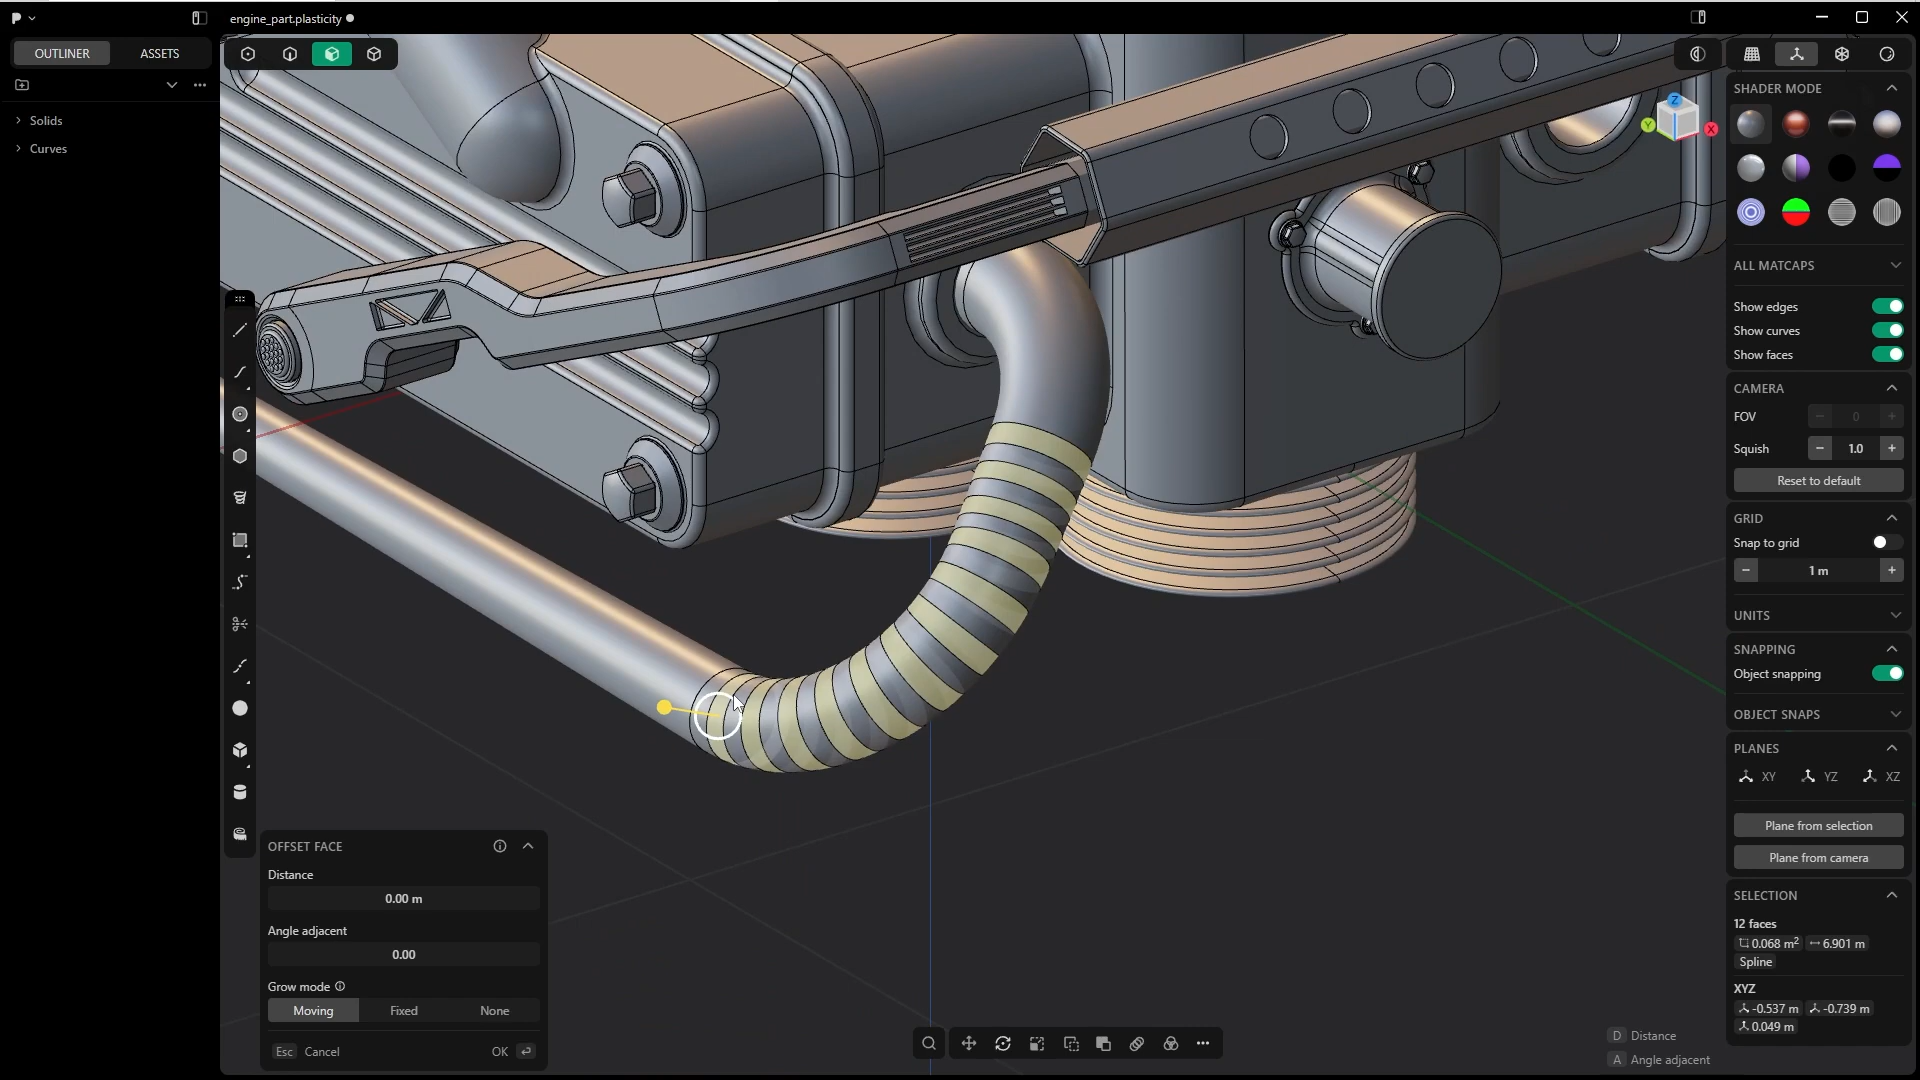 engine_part.plasticity
OUTLINER
ASSETS
Solids
Curves
Z
Y
X
SHADER MODE
ALL MATCAPS
Show edges
Show curves
Show faces
CAMERA
FOV
− 0 +
Squish
− 1.0 +
Reset to default
GRID
Snap to grid
− 1 m +
UNITS
SNAPPING
Object snapping
OBJECT SNAPS
PLANES
XY
YZ
XZ
Plane from selection
Plane from camera
SELECTION
12 faces
0.068 m²
6.901 m
Spline
XYZ
-0.537 m
-0.739 m
0.049 m
OFFSET FACE
Distance
0.00 m
Angle adjacent
0.00
Grow mode
Moving
Fixed
None
Esc Cancel
OK
D Distance
A Angle adjacent